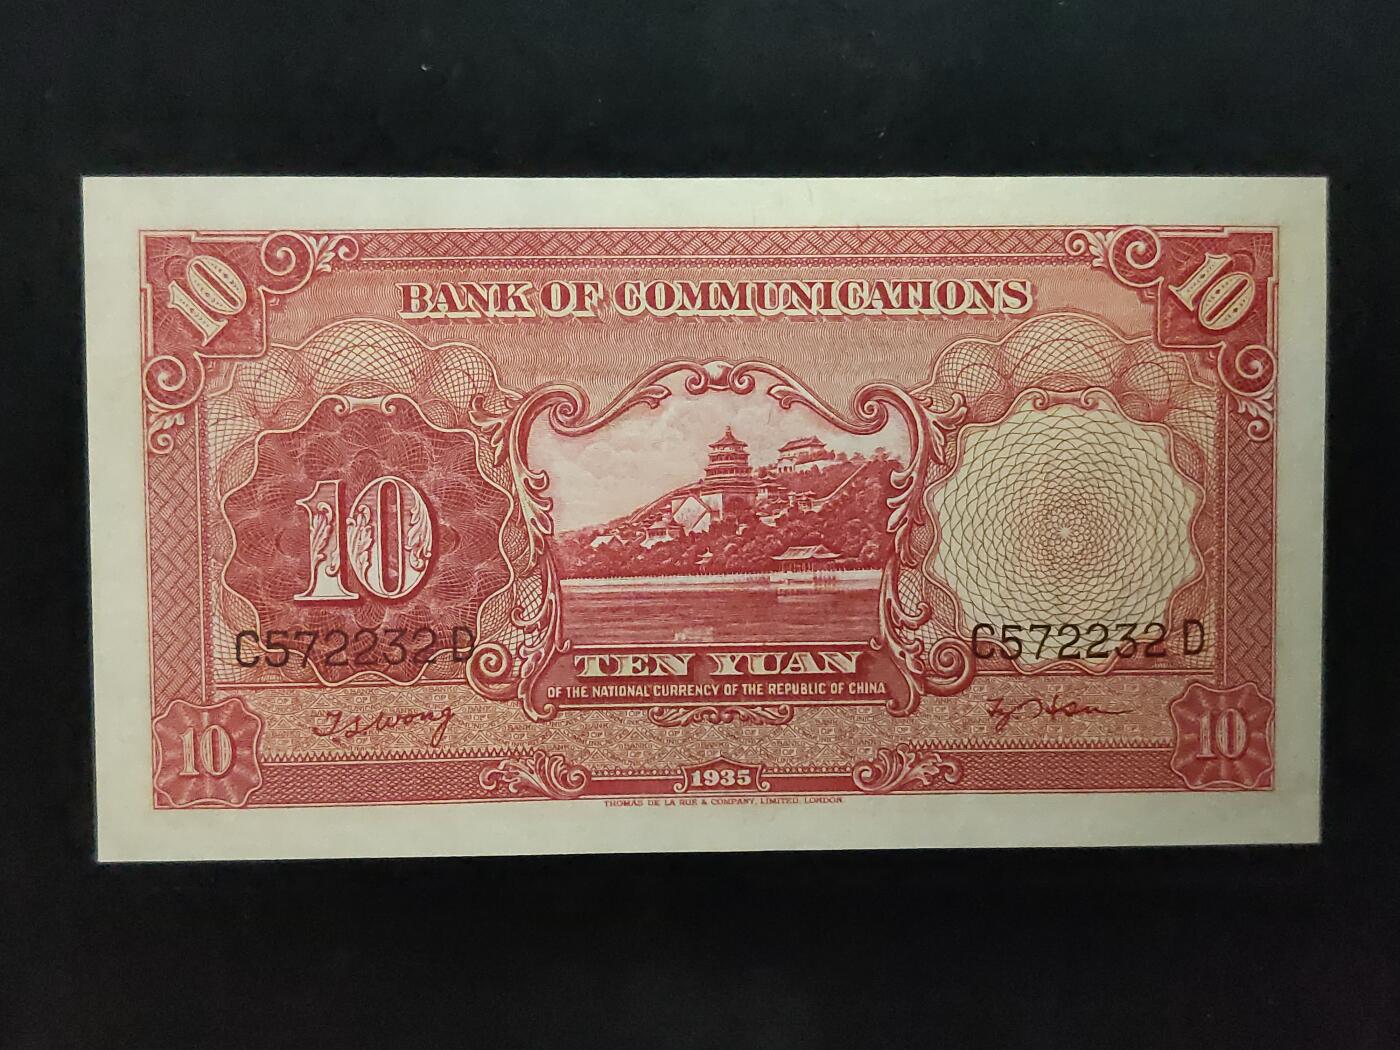 10
10
BANK OF COMMUNICATIONS
10
C572232 D
C572232 D
TEN YUAN
OF THE NATIONAL CURRENCY OF THE REPUBLIC OF CHINA
T S Wong
10
10
1935
THOMAS DE LA RUE & COMPANY, LIMITED, LONDON.